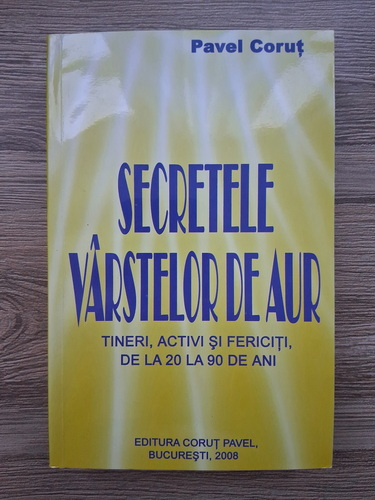 Pavel Coruț
SECRETELE
VÂRSTELOR DE AUR
TINERI, ACTIVI ȘI FERICIȚI,
DE LA 20 LA 90 DE ANI
EDITURA CORUȚ PAVEL,
BUCUREȘTI, 2008